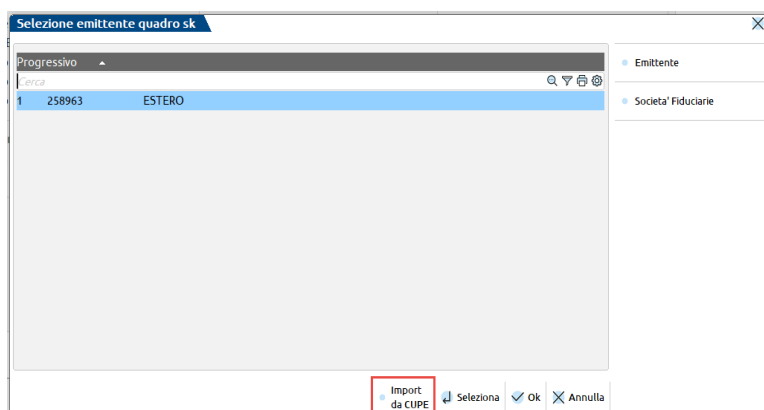 Selezione emittente quadro sk
Progressivo
Cerca
1 258963 ESTERO
Emittente
Societa' Fiduciarie
Import
da CUPE
Seleziona
Ok
Annulla